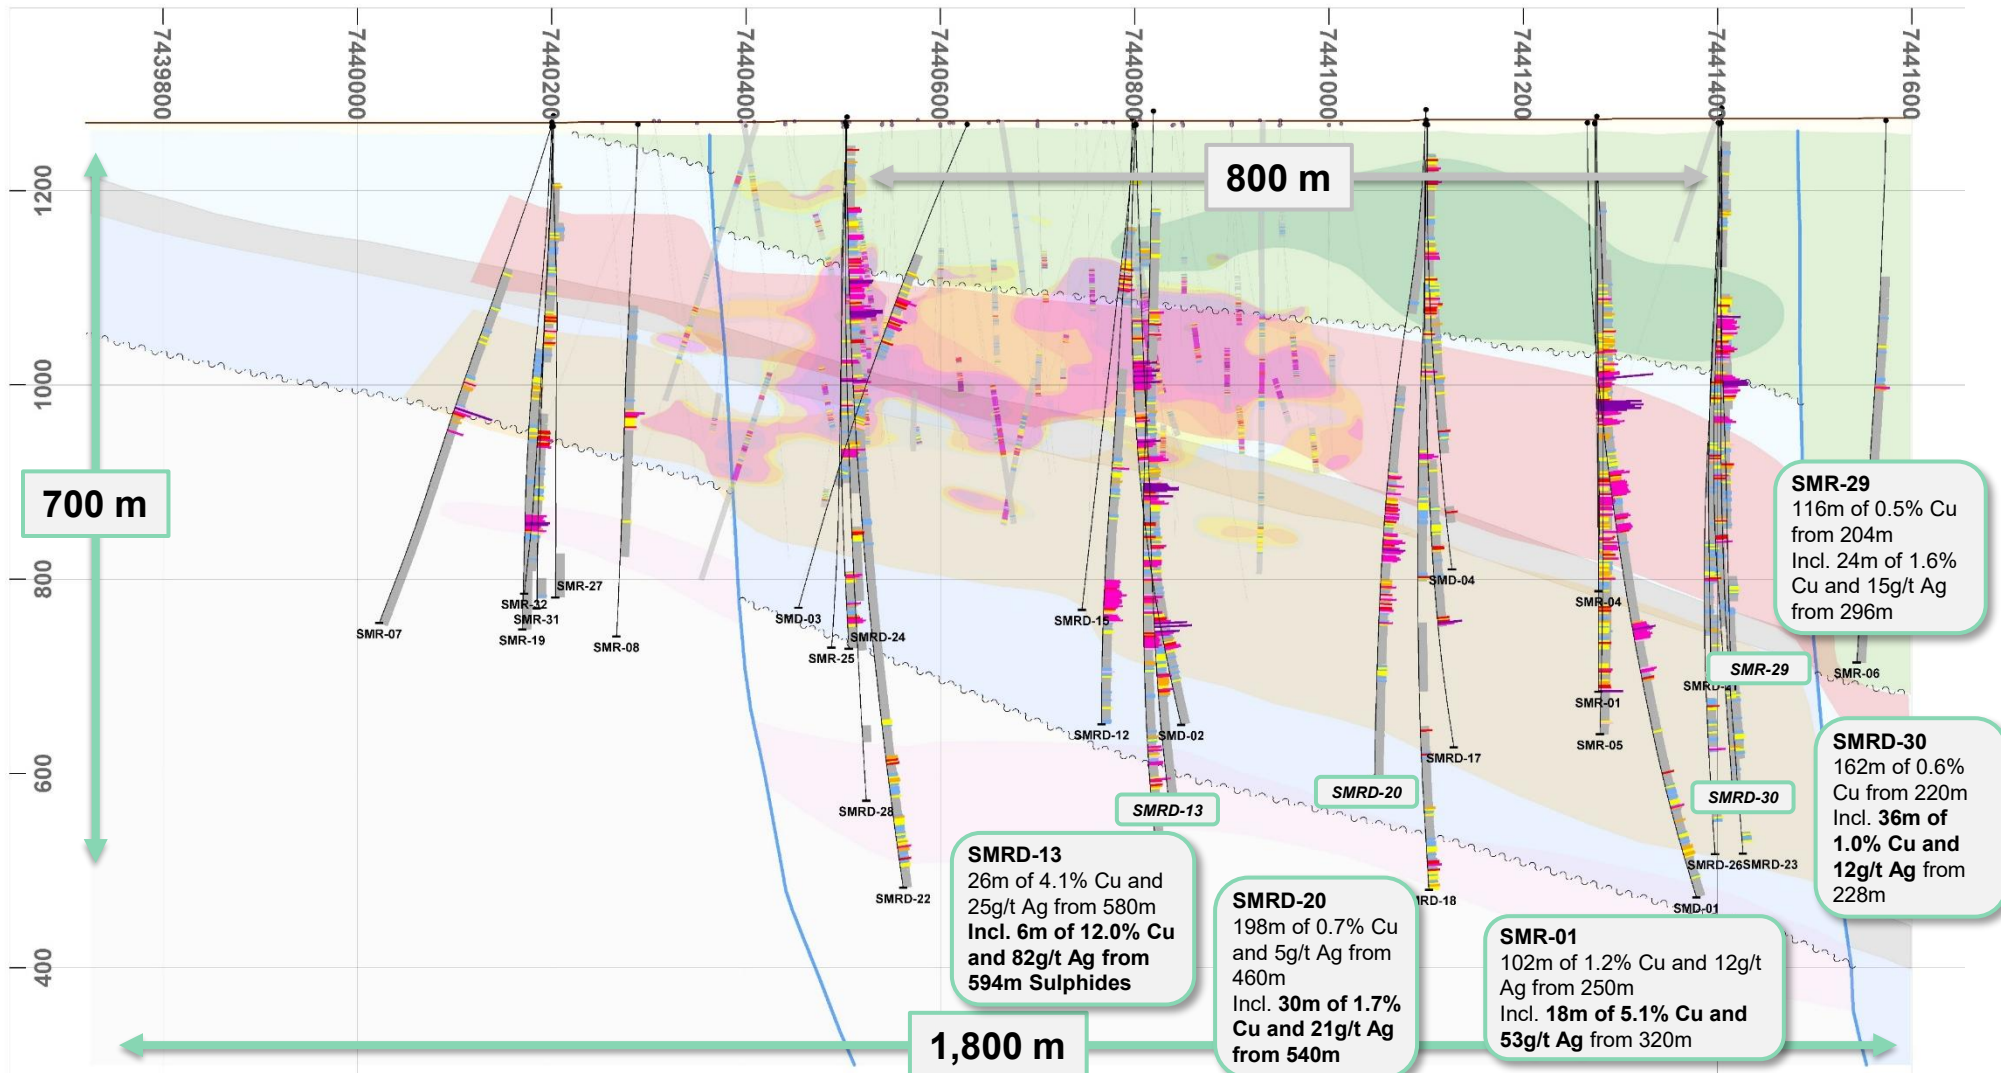 7439800
7440000
7440200
7440400
7440600
7440800
7441000
7441200
7441400
7441600
1200
1000
800
600
400
800 m
700 m
1,800 m
SMR-07
SMR-22
SMR-31
SMR-19
SMR-27
SMR-08
SMD-03
SMR-25
SMRD-24
SMRD-28
SMRD-22
SMRD-15
SMRD-12
SMD-02
SMRD-13
SMRD-20
SMD-04
SMRD-17
RD-18
SMR-04
SMR-01
SMR-05
SMD-01
SMRD-21
SMR-29
SMRD-30
SMRD-26
SMRD-23
SMR-06
SMRD-13
26m of 4.1% Cu and
25g/t Ag from 580m
Incl. 6m of 12.0% Cu
and 82g/t Ag from
594m Sulphides
SMRD-20
198m of 0.7% Cu
and 5g/t Ag from
460m
Incl. 30m of 1.7%
Cu and 21g/t Ag
from 540m
SMR-01
102m of 1.2% Cu and 12g/t
Ag from 250m
Incl. 18m of 5.1% Cu and
53g/t Ag from 320m
SMR-29
116m of 0.5% Cu
from 204m
Incl. 24m of 1.6%
Cu and 15g/t Ag
from 296m
SMRD-30
162m of 0.6%
Cu from 220m
Incl. 36m of
1.0% Cu and
12g/t Ag from
228m